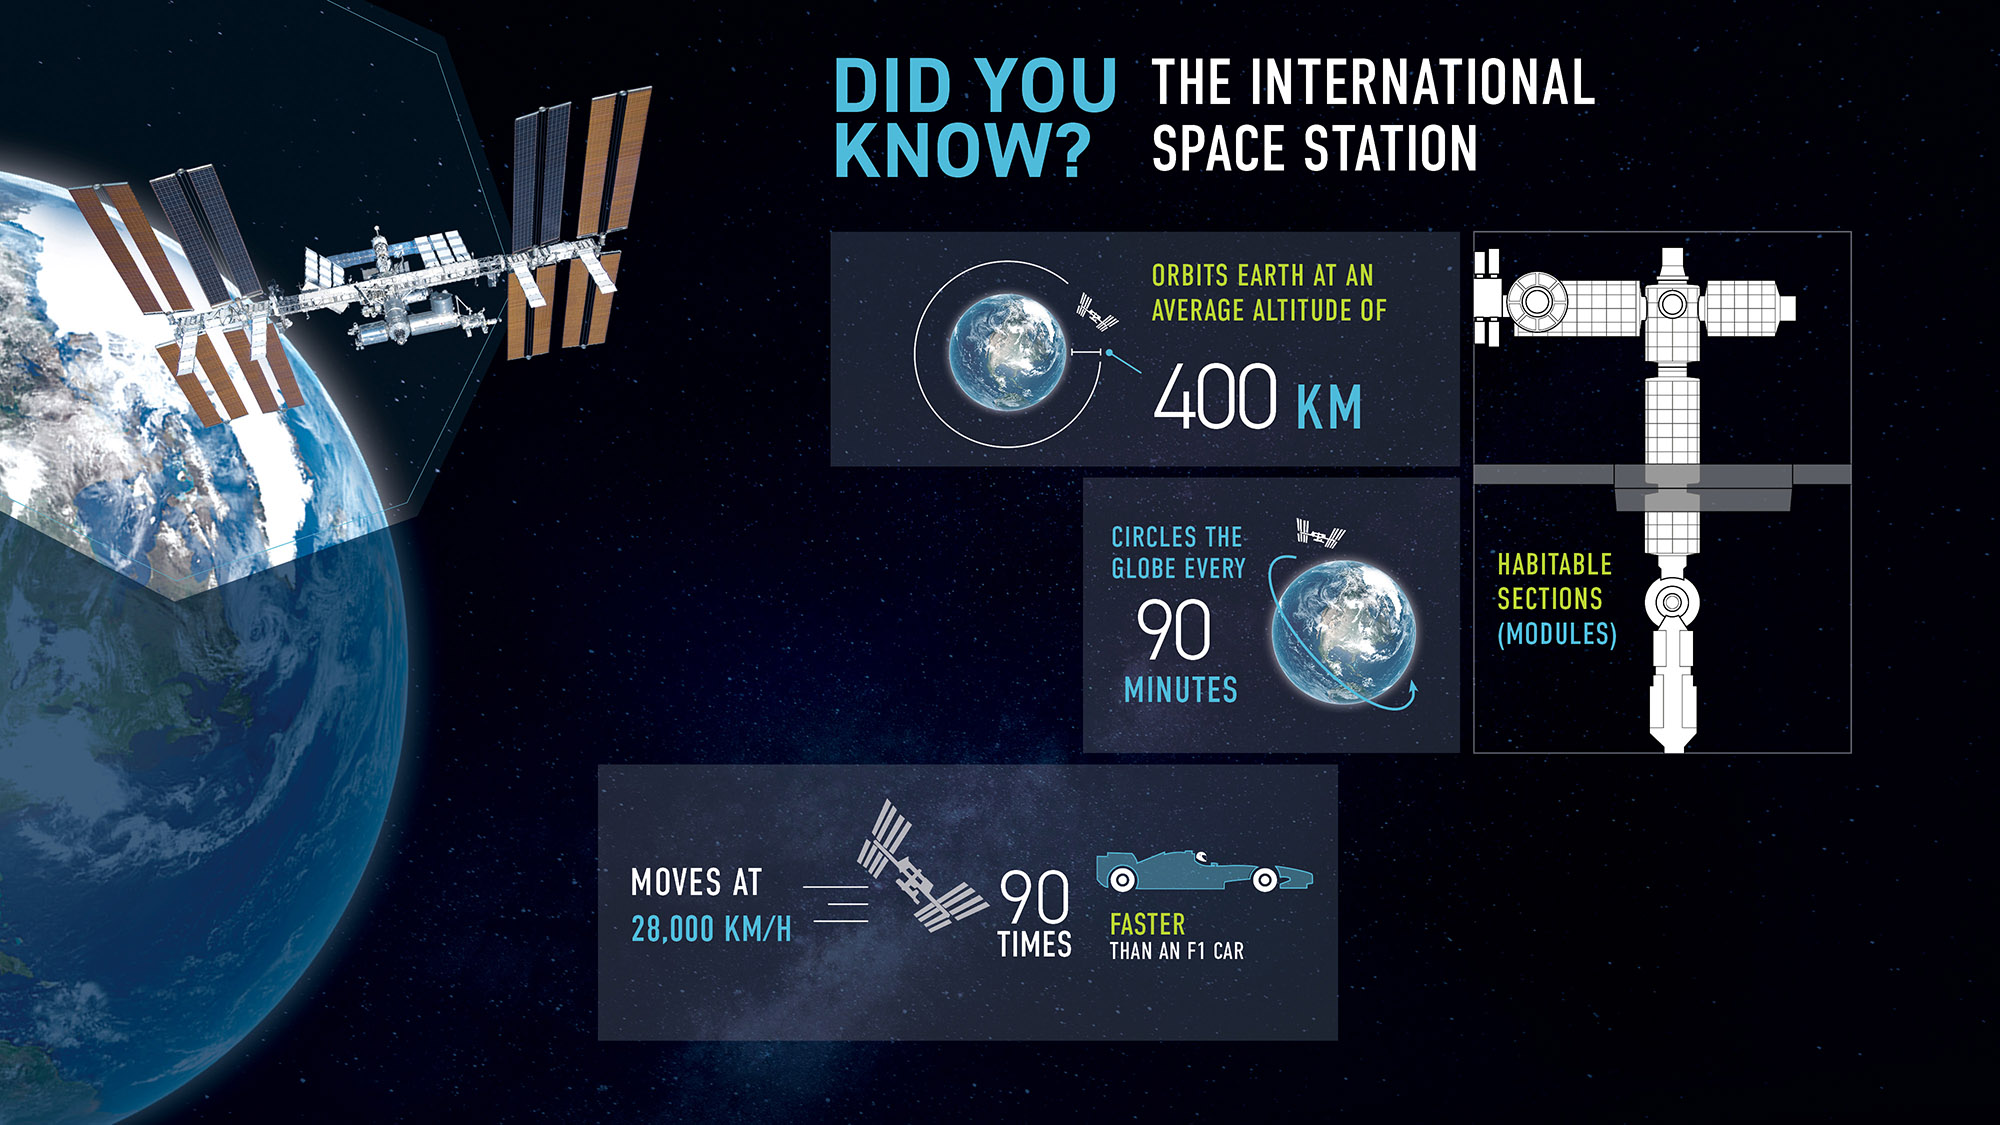 DID YOU
KNOW?
THE INTERNATIONAL
SPACE STATION
ORBITS EARTH AT AN
AVERAGE ALTITUDE OF
400 KM
CIRCLES THE
GLOBE EVERY
90
MINUTES
HABITABLE
SECTIONS
(MODULES)
MOVES AT
28,000 KM/H
90
TIMES
FASTER
THAN AN F1 CAR